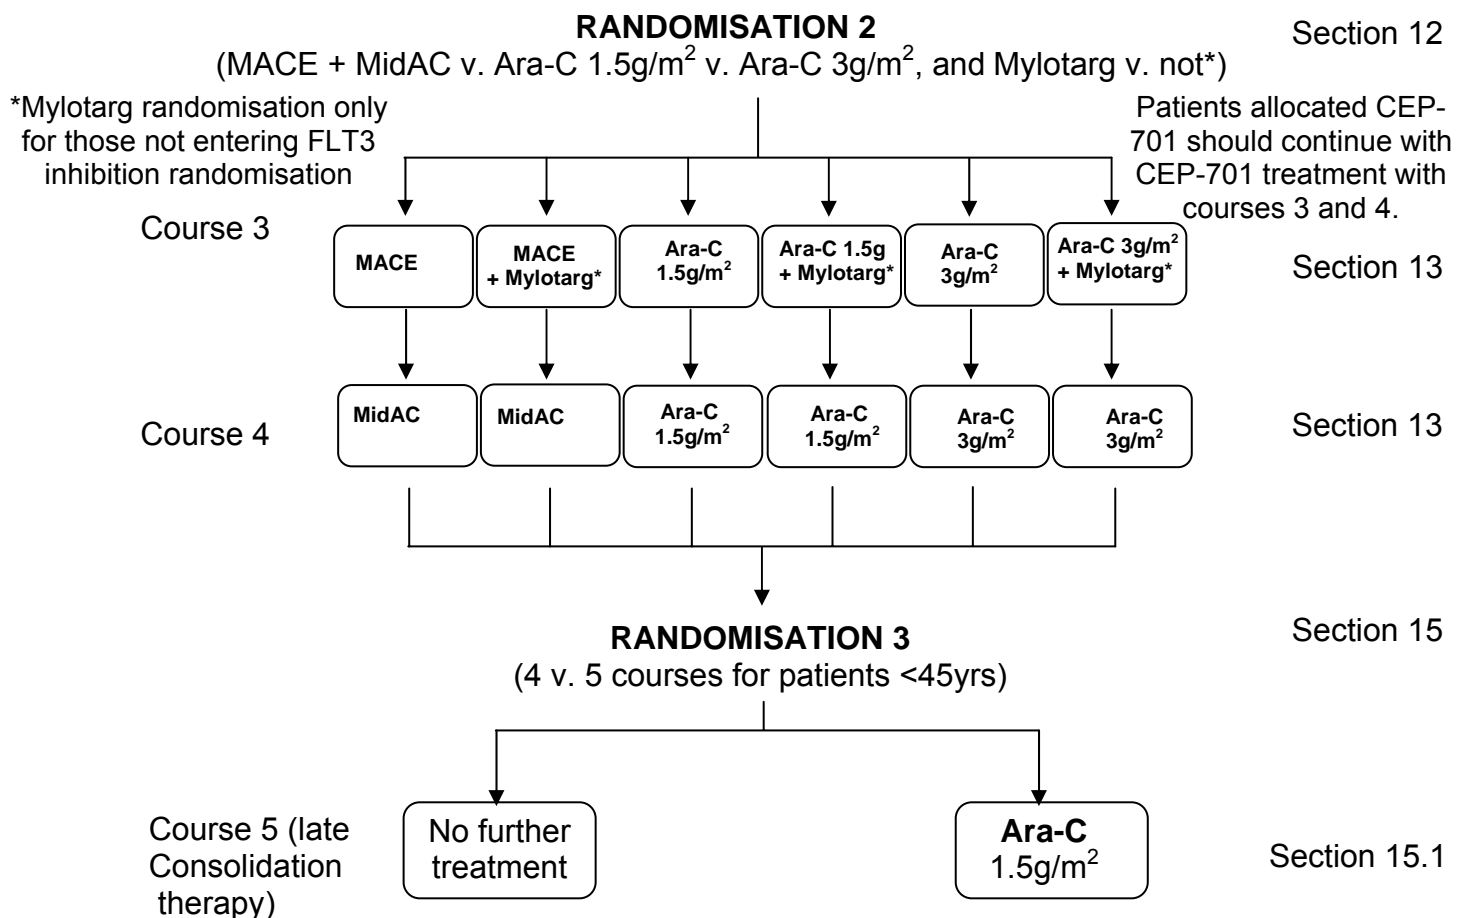 RANDOMISATION 2
Section 12
(MACE + MidAC v. Ara-C 1.5g/m² v. Ara-C 3g/m², and Mylotarg v. not*)
*Mylotarg randomisation only
for those not entering FLT3
inhibition randomisation
Patients allocated CEP-
701 should continue with
CEP-701 treatment with
courses 3 and 4.
Course 3
MACE
MACE
+ Mylotarg*
Ara-C
1.5g/m²
Ara-C 1.5g
+ Mylotarg*
Ara-C
3g/m²
Ara-C 3g/m²
+ Mylotarg*
Section 13
Course 4
MidAC
MidAC
Ara-C
1.5g/m²
Ara-C
1.5g/m²
Ara-C
3g/m²
Ara-C
3g/m²
Section 13
RANDOMISATION 3
Section 15
(4 v. 5 courses for patients <45yrs)
Course 5 (late
Consolidation
therapy)
No further
treatment
Ara-C
1.5g/m²
Section 15.1